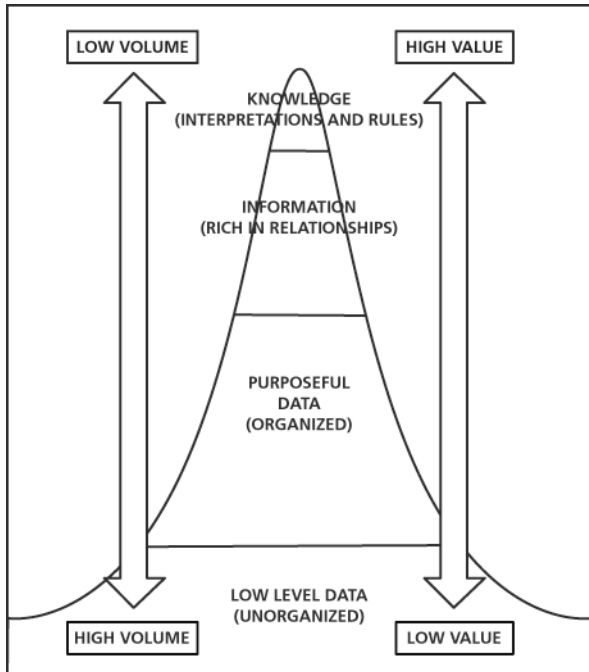 LOW VOLUME
HIGH VALUE
KNOWLEDGE
(INTERPRETATIONS AND RULES)
INFORMATION
(RICH IN RELATIONSHIPS)
PURPOSEFUL
DATA
(ORGANIZED)
LOW LEVEL DATA
(UNORGANIZED)
HIGH VOLUME
LOW VALUE